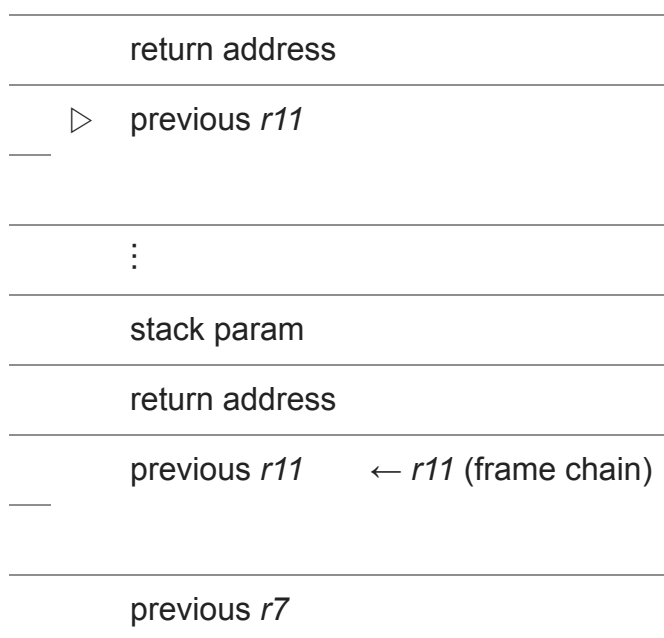 return address
▷ previous r11
⋮
stack param
return address
previous r11 ← r11 (frame chain)
previous r7